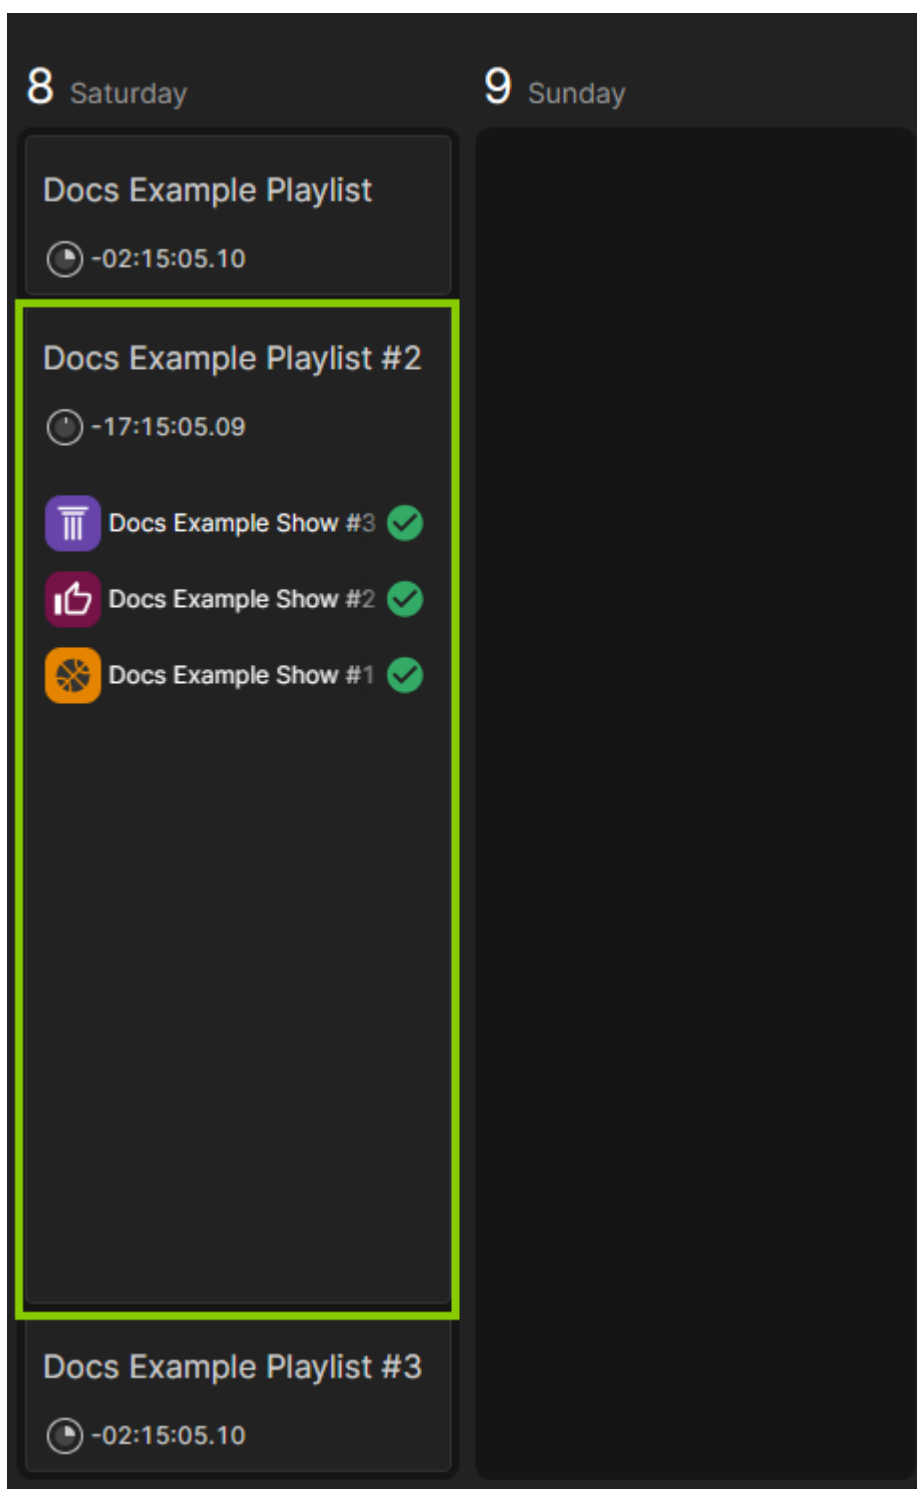 8 Saturday
9 Sunday
Docs Example Playlist
-02:15:05.10
Docs Example Playlist #2
-17:15:05.09
Docs Example Show #3
Docs Example Show #2
Docs Example Show #1
Docs Example Playlist #3
-02:15:05.10